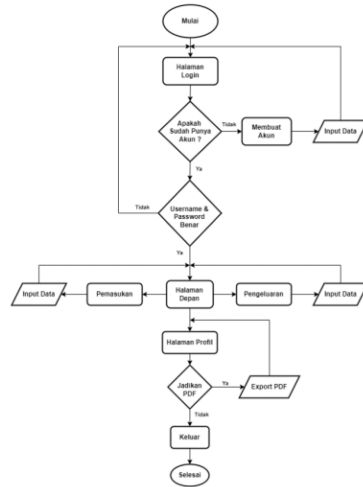 Mulai
Halaman
Login
Apakah
Sudah Punya
Akun ?
Tidak
Membuat
Akun
Input Data
Ya
Tidak
Username &
Password
Benar
Ya
Input Data
Pemasukan
Halaman
Depan
Pengeluaran
Input Data
Halaman Profil
Jadikan
PDF
Ya
Export PDF
Tidak
Keluar
Selesai